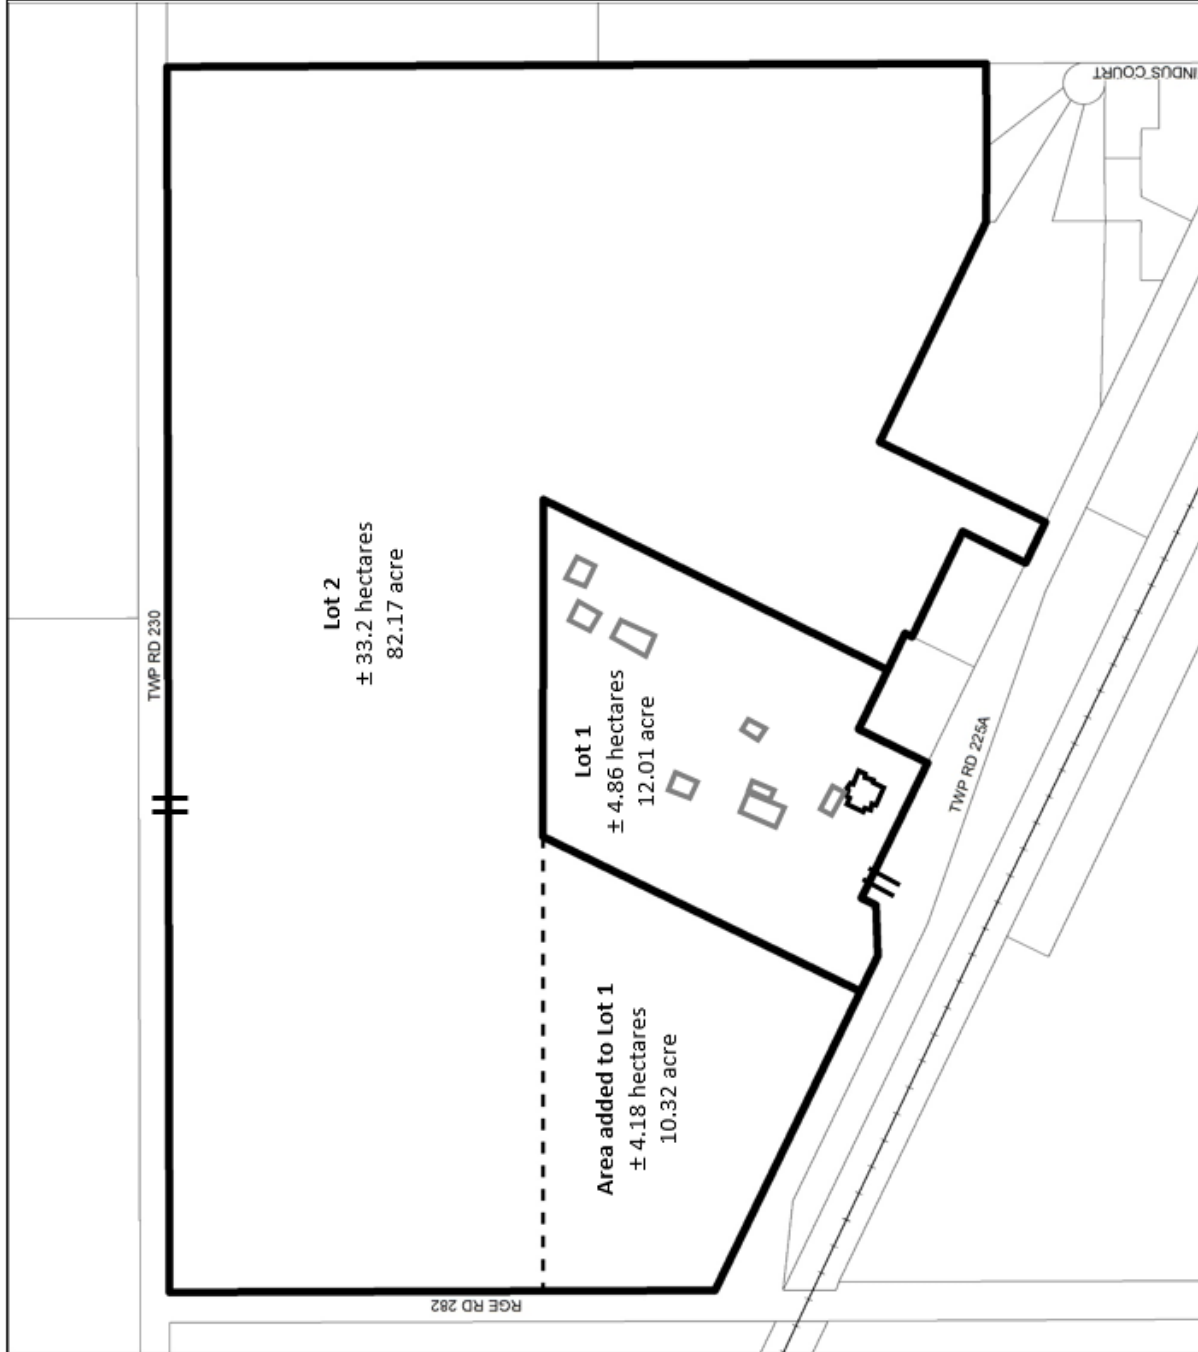 TWP RD 230
Lot 2
± 33.2 hectares
82.17 acre
Lot 1
± 4.86 hectares
12.01 acre
Area added to Lot 1
± 4.18 hectares
10.32 acre
RGE RD 282
TWP RD 225A
INDUS COURT